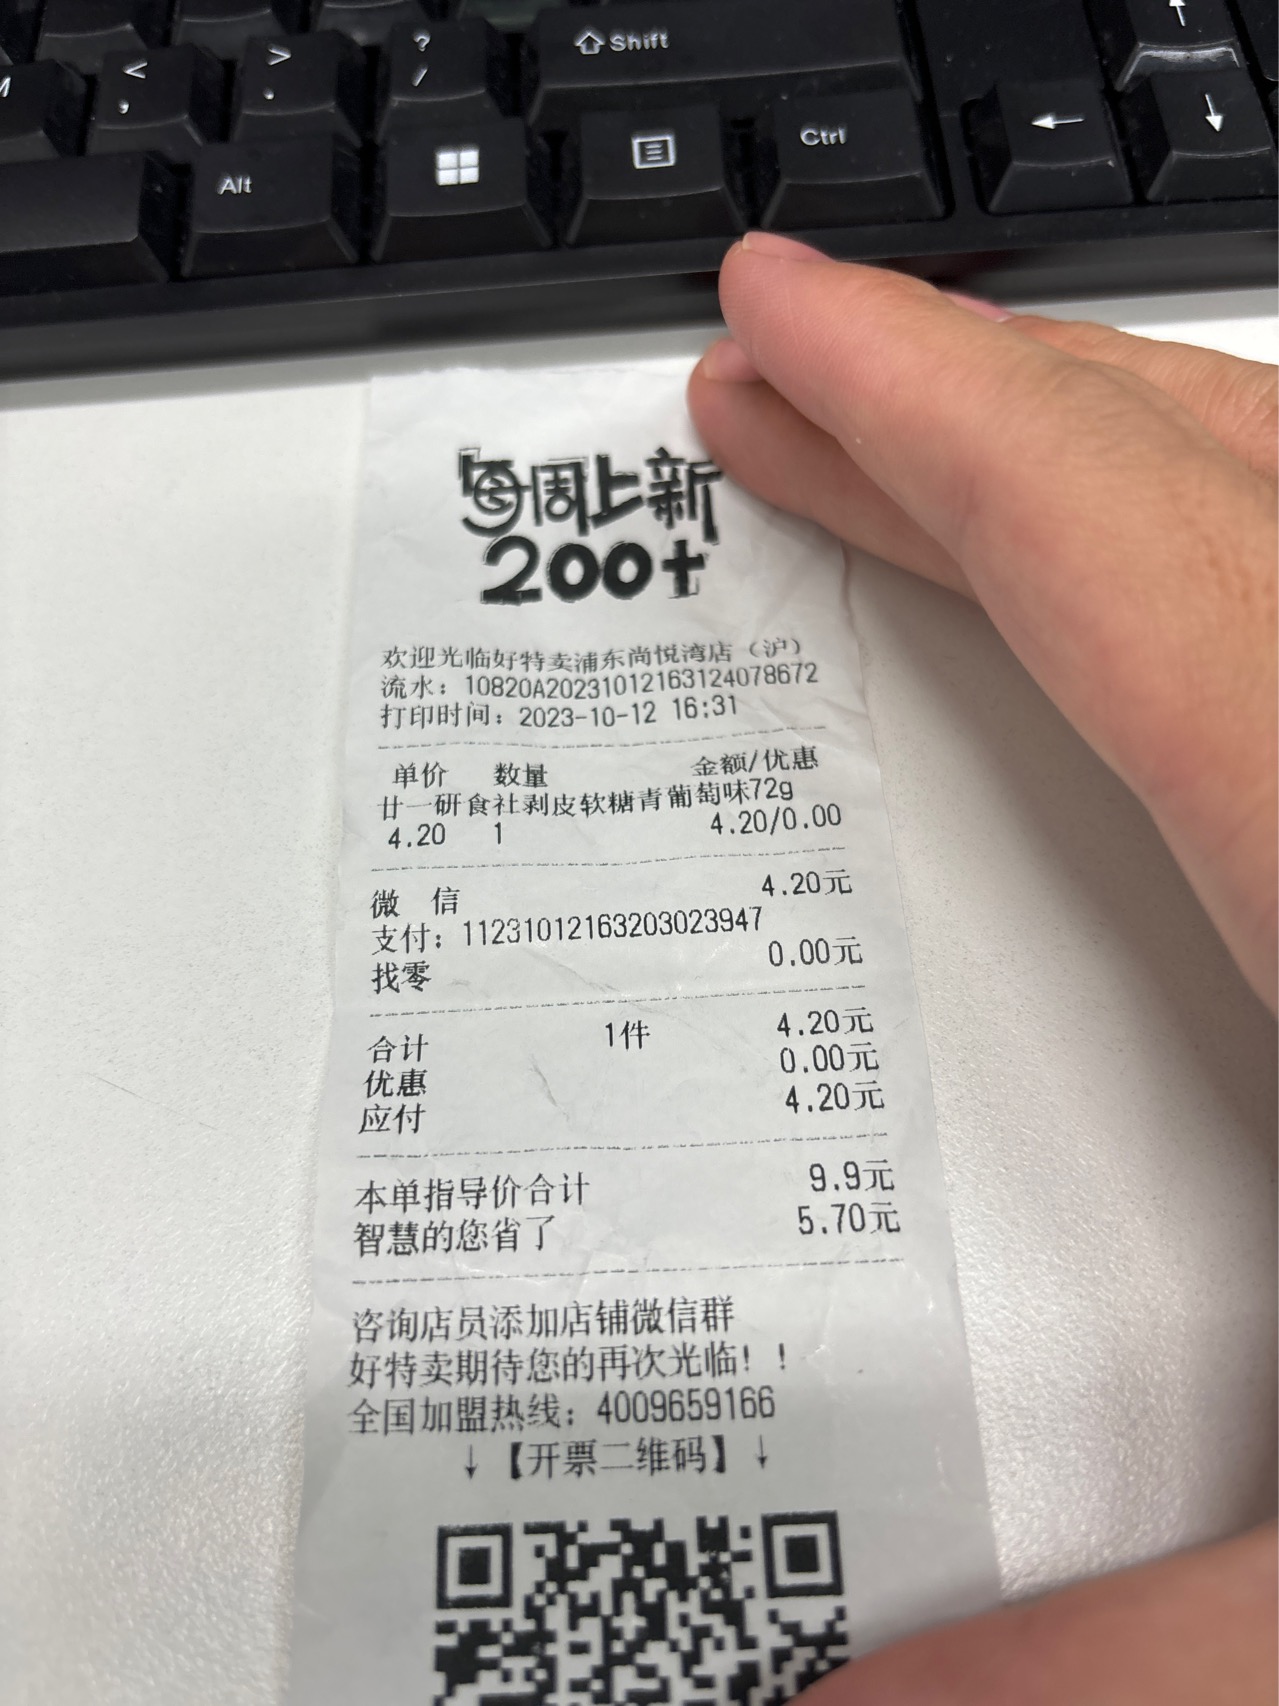 M < , > . ? / Shift
Alt Ctrl
每周上新
200+
欢迎光临好特卖浦东尚悦湾店（沪）
流水：10820A20231012163124078672
打印时间：2023-10-12 16:31
单价 数量 金额/优惠
廿一研食社剥皮软糖青葡萄味72g
4.20 1 4.20/0.00
微 信 4.20元
支付：11231012163203023947
找零 0.00元
合计 1件 4.20元
优惠 0.00元
应付 4.20元
本单指导价合计 9.9元
智慧的您省了 5.70元
咨询店员添加店铺微信群
好特卖期待您的再次光临！！
全国加盟热线：4009659166
↓【开票二维码】↓